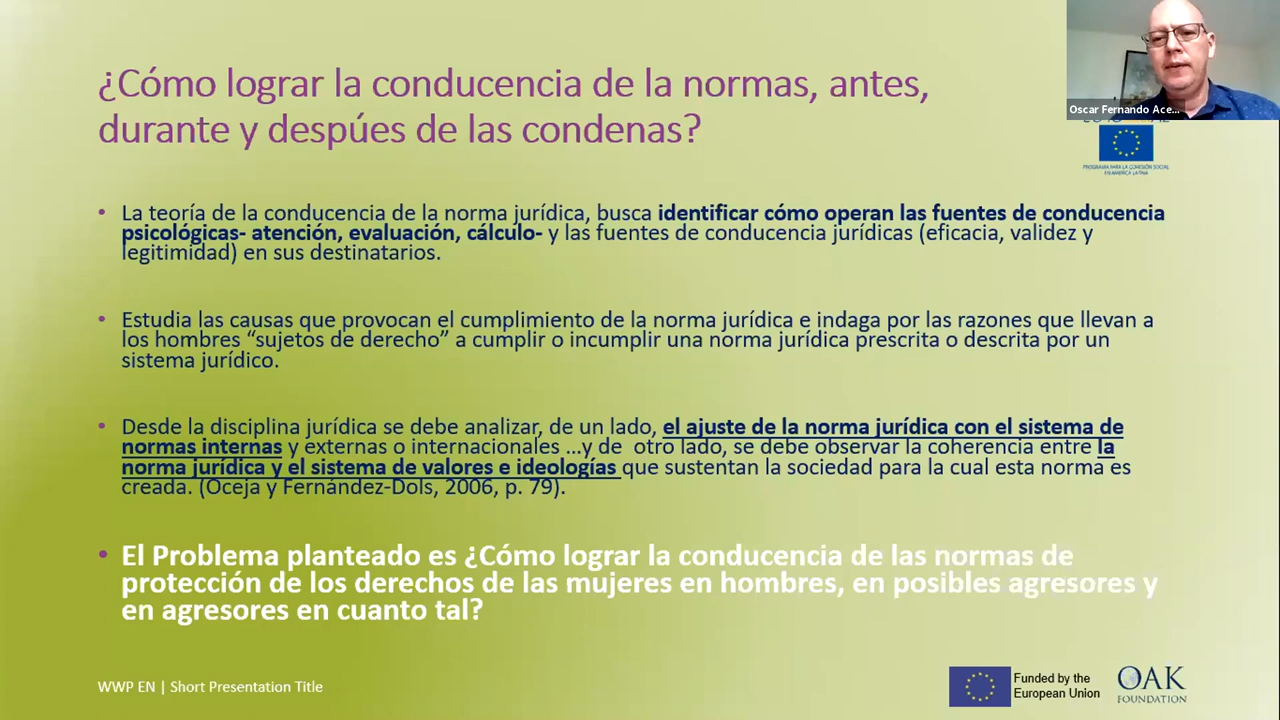 ¿Cómo lograr la conducencia de la normas, antes,
durante y despúes de las condenas?
Oscar Fernando Ace...
PROGRAMA PARA LA COHESIÓN SOCIAL
EN AMÉRICA LATINA
• La teoría de la conducencia de la norma jurídica, busca identificar cómo operan las fuentes de conducencia
psicológicas- atención, evaluación, cálculo- y las fuentes de conducencia jurídicas (eficacia, validez y
legitimidad) en sus destinatarios.
• Estudia las causas que provocan el cumplimiento de la norma jurídica e indaga por las razones que llevan a
los hombres “sujetos de derecho” a cumplir o incumplir una norma jurídica prescrita o descrita por un
sistema jurídico.
• Desde la disciplina jurídica se debe analizar, de un lado, el ajuste de la norma jurídica con el sistema de
normas internas y externas o internacionales …y de otro lado, se debe observar la coherencia entre la
norma jurídica y el sistema de valores e ideologías que sustentan la sociedad para la cual esta norma es
creada. (Oceja y Fernández-Dols, 2006, p. 79).
• El Problema planteado es ¿Cómo lograr la conducencia de las normas de
protección de los derechos de las mujeres en hombres, en posibles agresores y
en agresores en cuanto tal?
WWP EN | Short Presentation Title
Funded by the
European Union
OAK
FOUNDATION